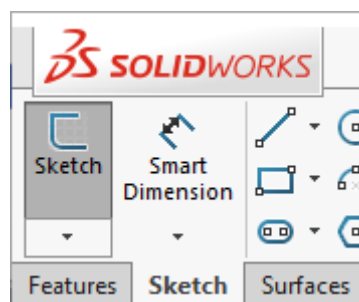 SOLIDWORKS
Sketch
Smart
Dimension
Features
Sketch
Surfaces